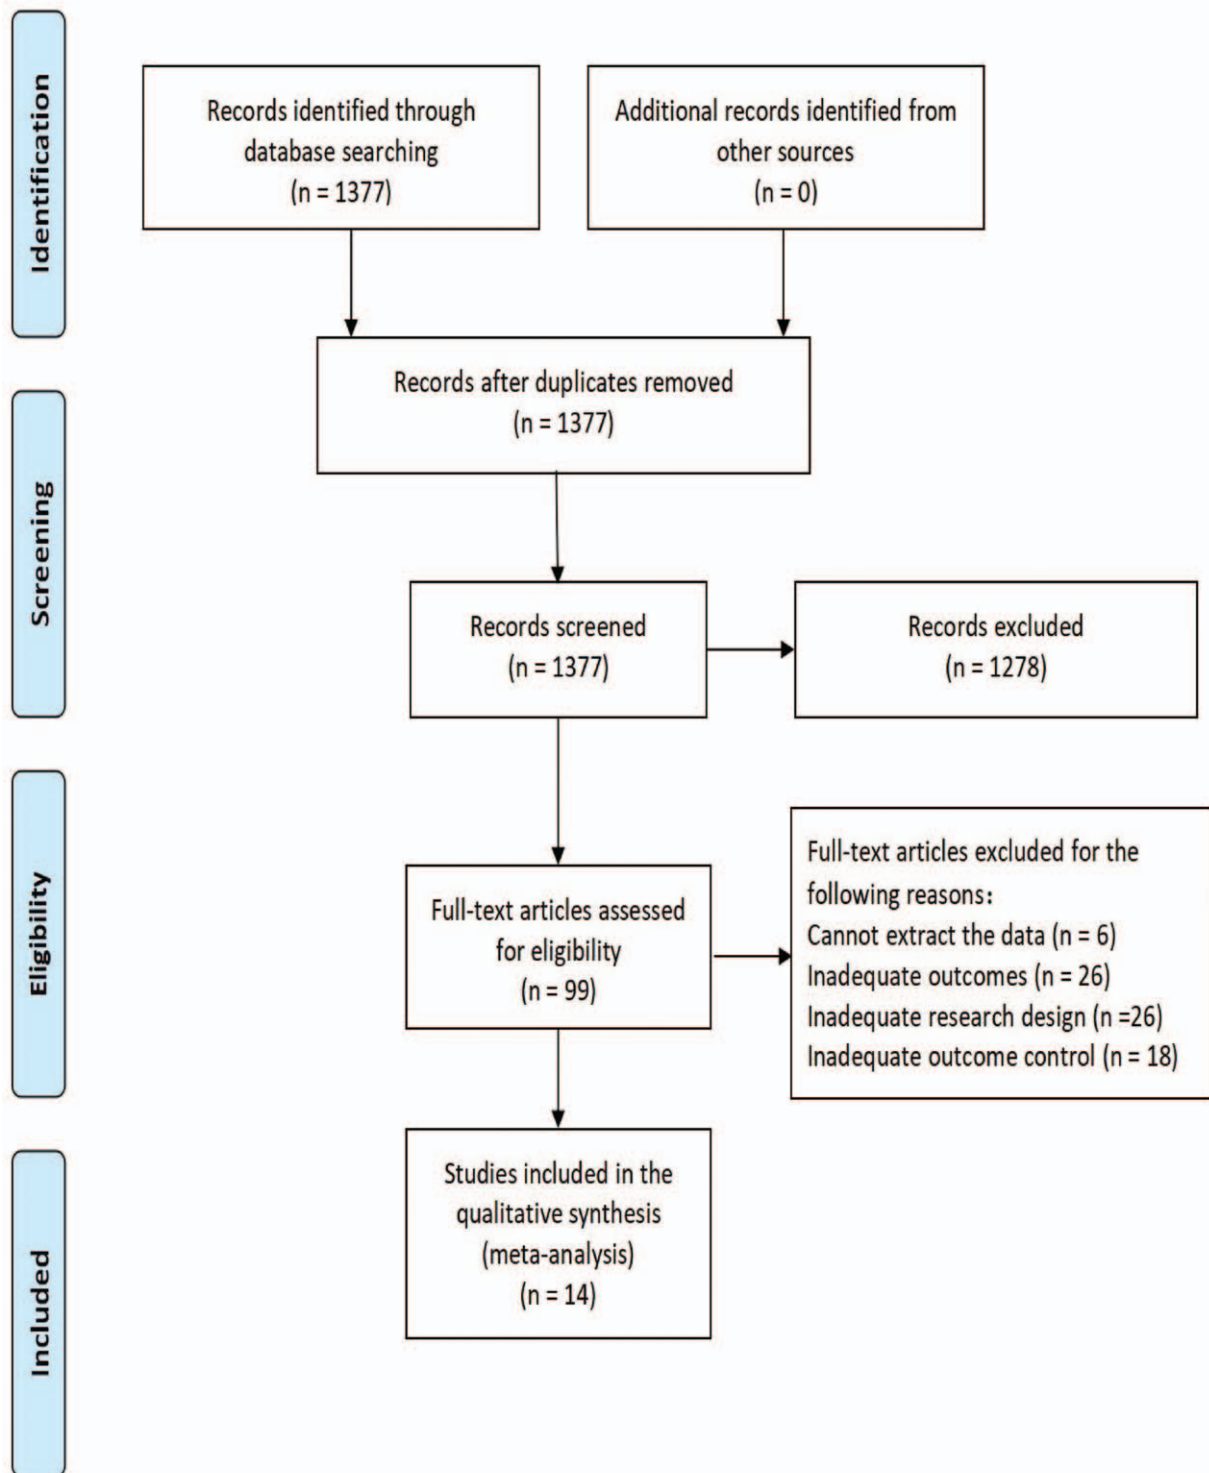 Identification
Records identified through
database searching
(n = 1377)
Additional records identified from
other sources
(n = 0)
Records after duplicates removed
(n = 1377)
Screening
Records screened
(n = 1377)
Records excluded
(n = 1278)
Eligibility
Full-text articles assessed
for eligibility
(n = 99)
Full-text articles excluded for the
following reasons:
Cannot extract the data (n = 6)
Inadequate outcomes (n = 26)
Inadequate research design (n =26)
Inadequate outcome control (n = 18)
Included
Studies included in the
qualitative synthesis
(meta-analysis)
(n = 14)